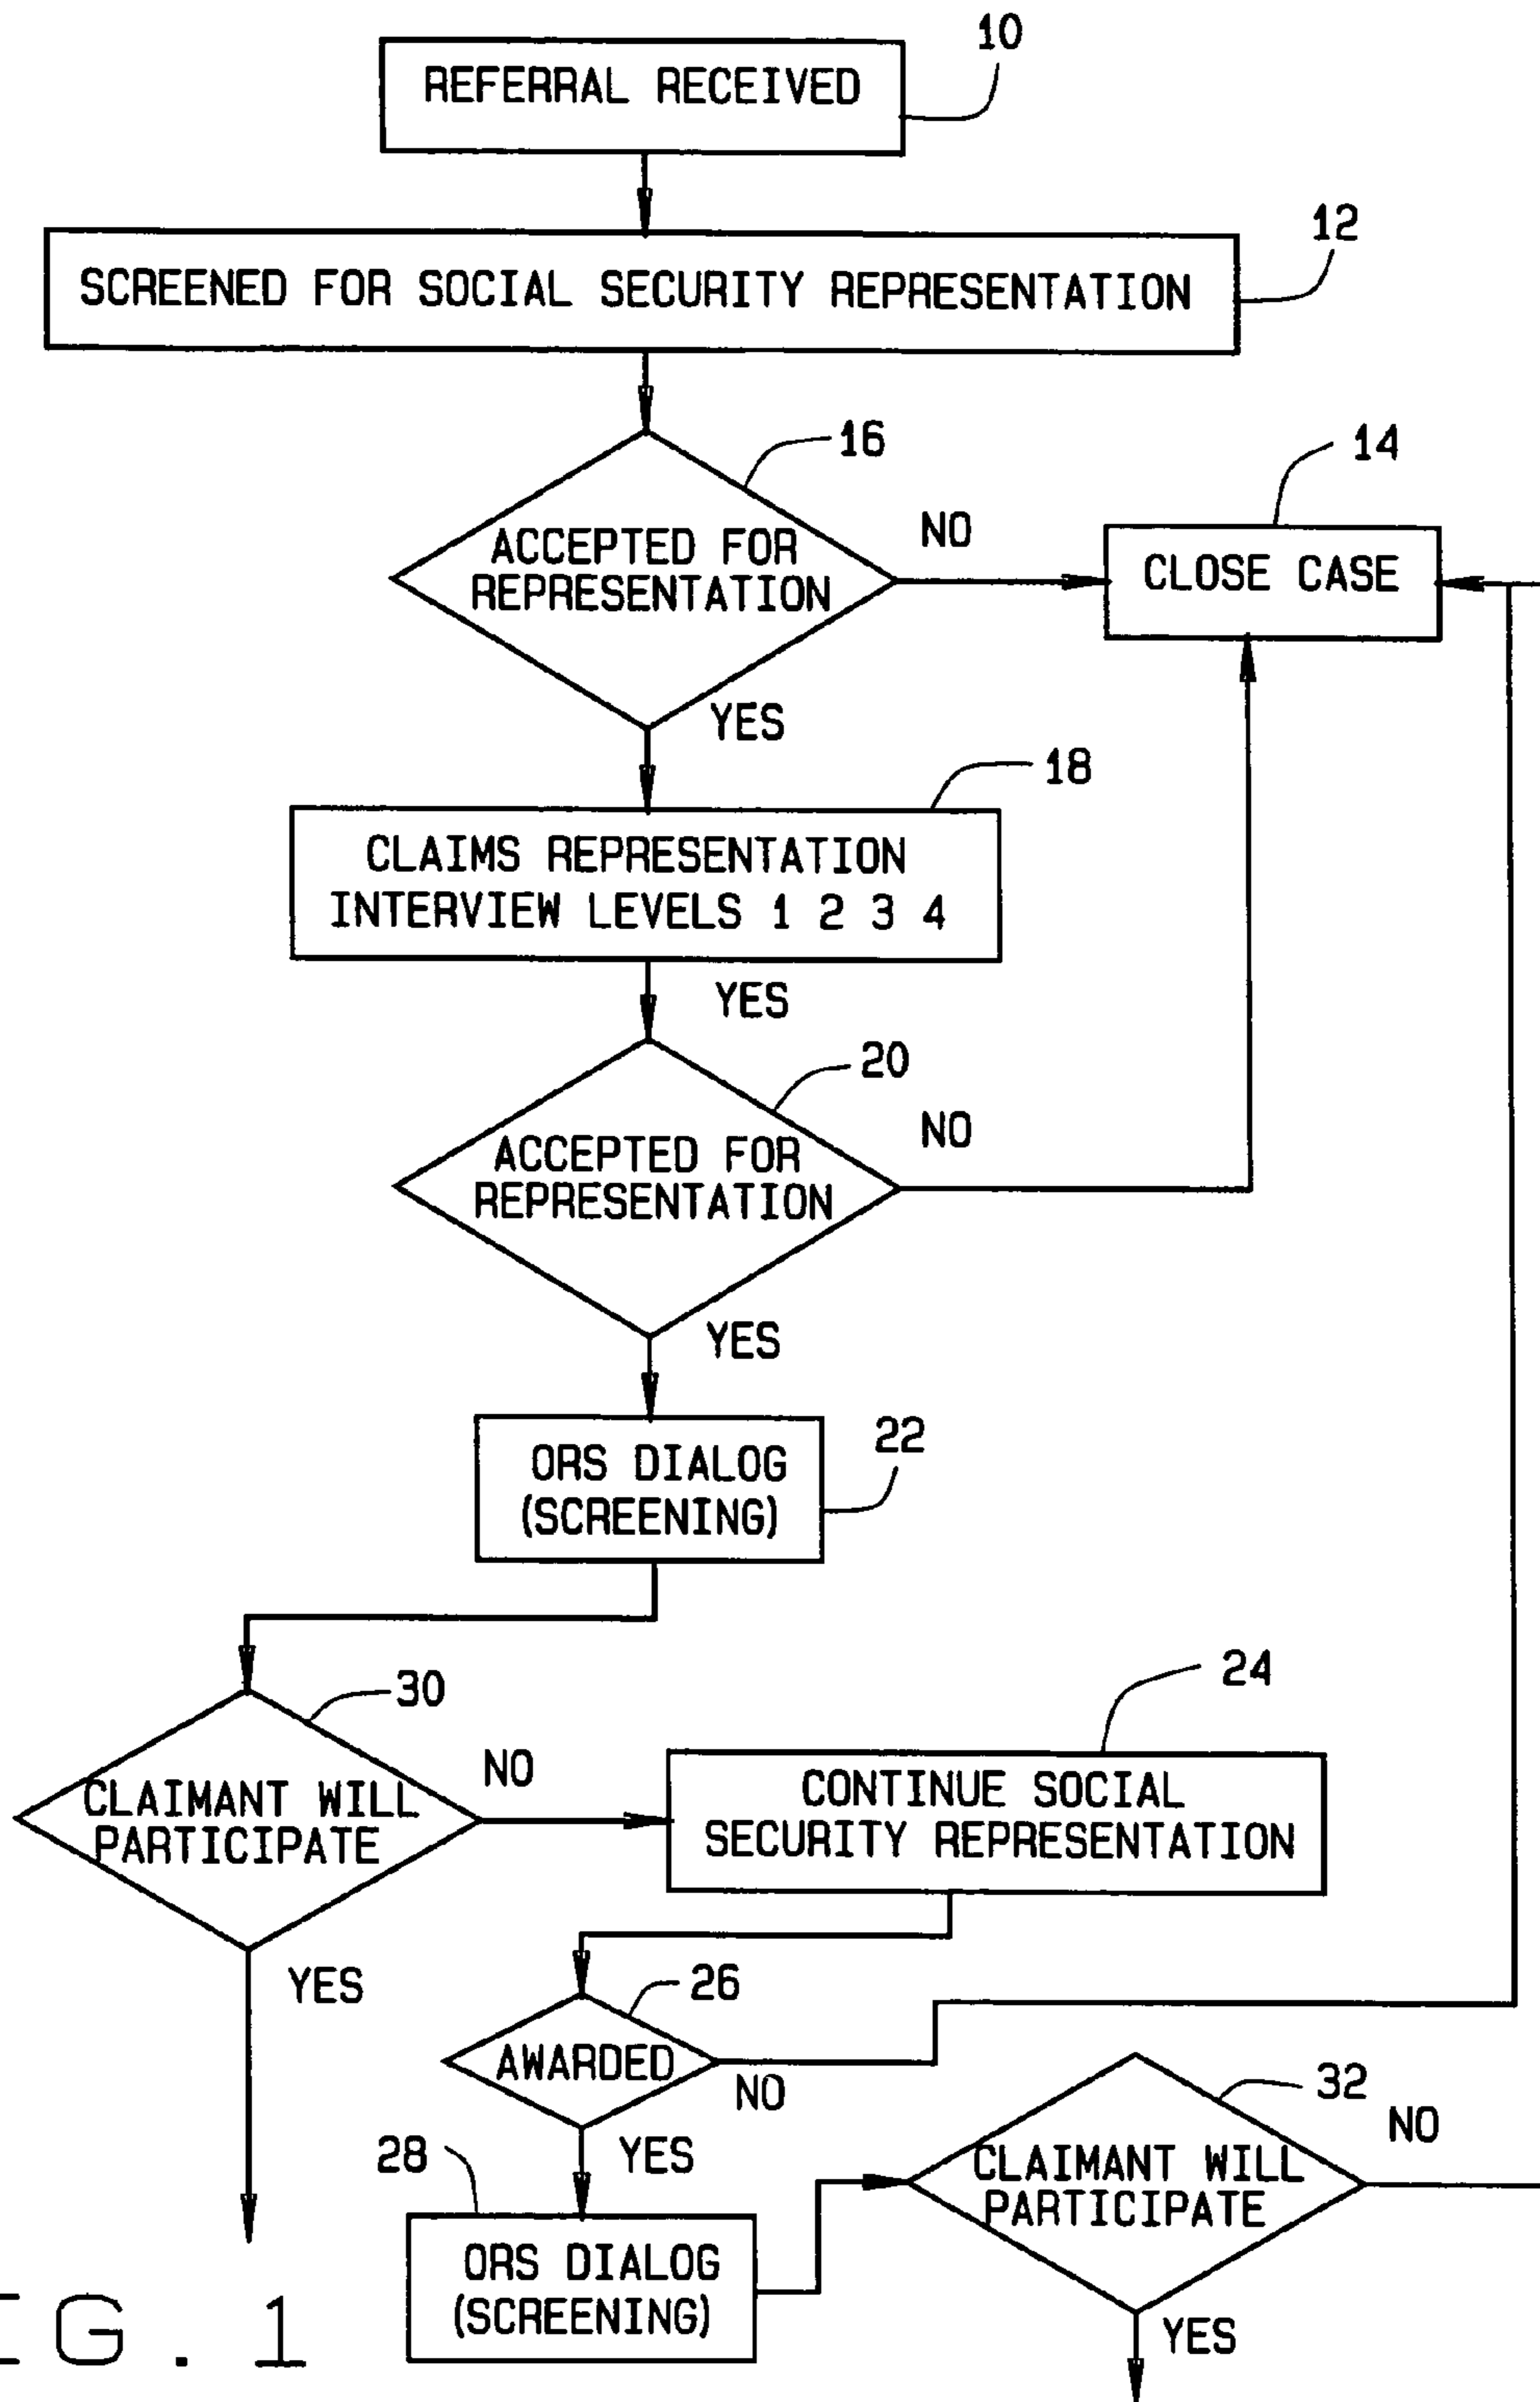 10
REFERRAL RECEIVED
12
SCREENED FOR SOCIAL SECURITY REPRESENTATION
16
14
ACCEPTED FOR
REPRESENTATION
NO
CLOSE CASE
YES
18
CLAIMS REPRESENTATION
INTERVIEW LEVELS 1 2 3 4
YES
20
ACCEPTED FOR
REPRESENTATION
NO
YES
22
ORS DIALOG
(SCREENING)
30
24
CLAIMANT WILL
PARTICIPATE
NO
CONTINUE SOCIAL
SECURITY REPRESENTATION
YES
26
AWARDED
NO
32
NO
28
YES
CLAIMANT WILL
PARTICIPATE
ORS DIALOG
(SCREENING)
YES
G. 1